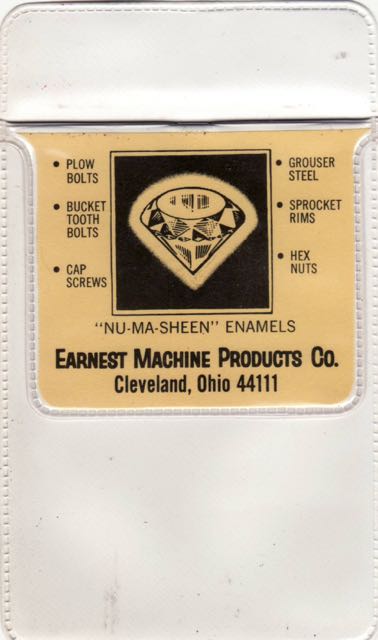 • PLOW
BOLTS
• BUCKET
TOOTH
BOLTS
• CAP
SCREWS
• GROUSER
STEEL
• SPROCKET
RIMS
• HEX
NUTS
"NU-MA-SHEEN" ENAMELS
EARNEST MACHINE PRODUCTS CO.
Cleveland, Ohio 44111